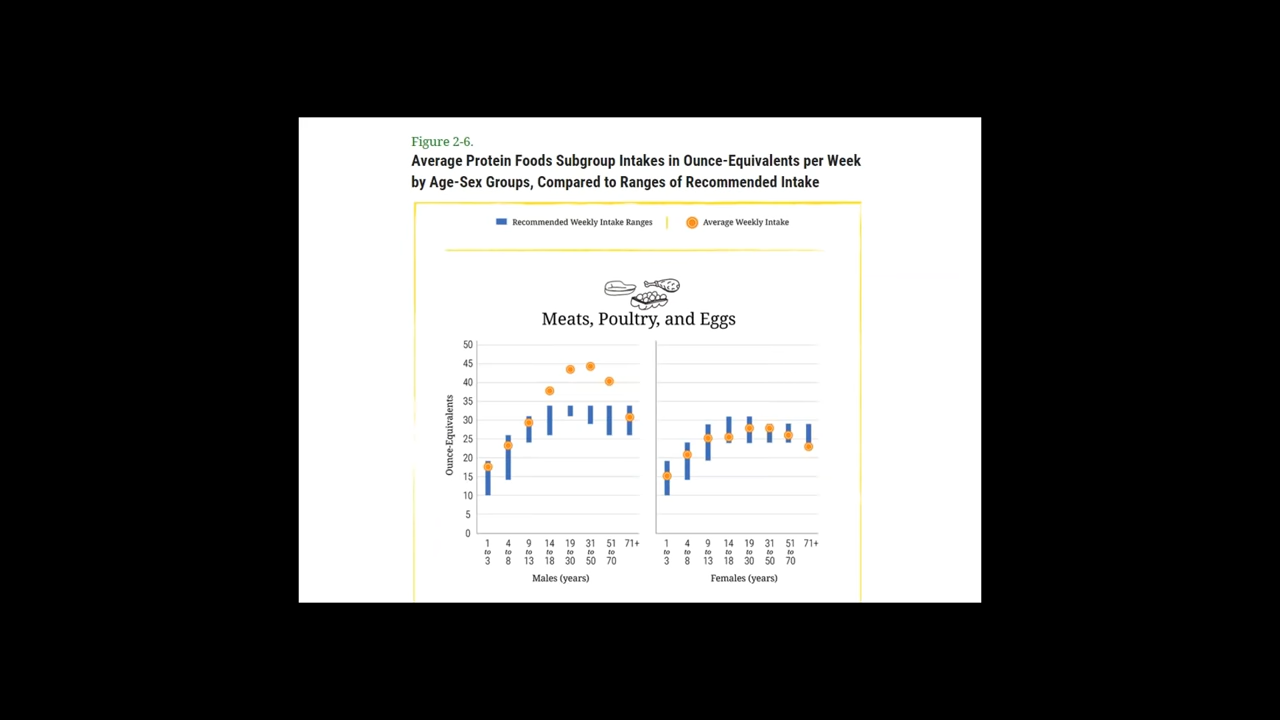 Figure 2-6.
Average Protein Foods Subgroup Intakes in Ounce-Equivalents per Week
by Age-Sex Groups, Compared to Ranges of Recommended Intake
Recommended Weekly Intake Ranges | Average Weekly Intake
Meats, Poultry, and Eggs
Ounce-Equivalents
50
45
40
35
30
25
20
15
10
5
0
1 to 3
4 to 8
9 to 13
14 to 18
19 to 30
31 to 50
51 to 70
71+
Males (years)
1 to 3
4 to 8
9 to 13
14 to 18
19 to 30
31 to 50
51 to 70
71+
Females (years)